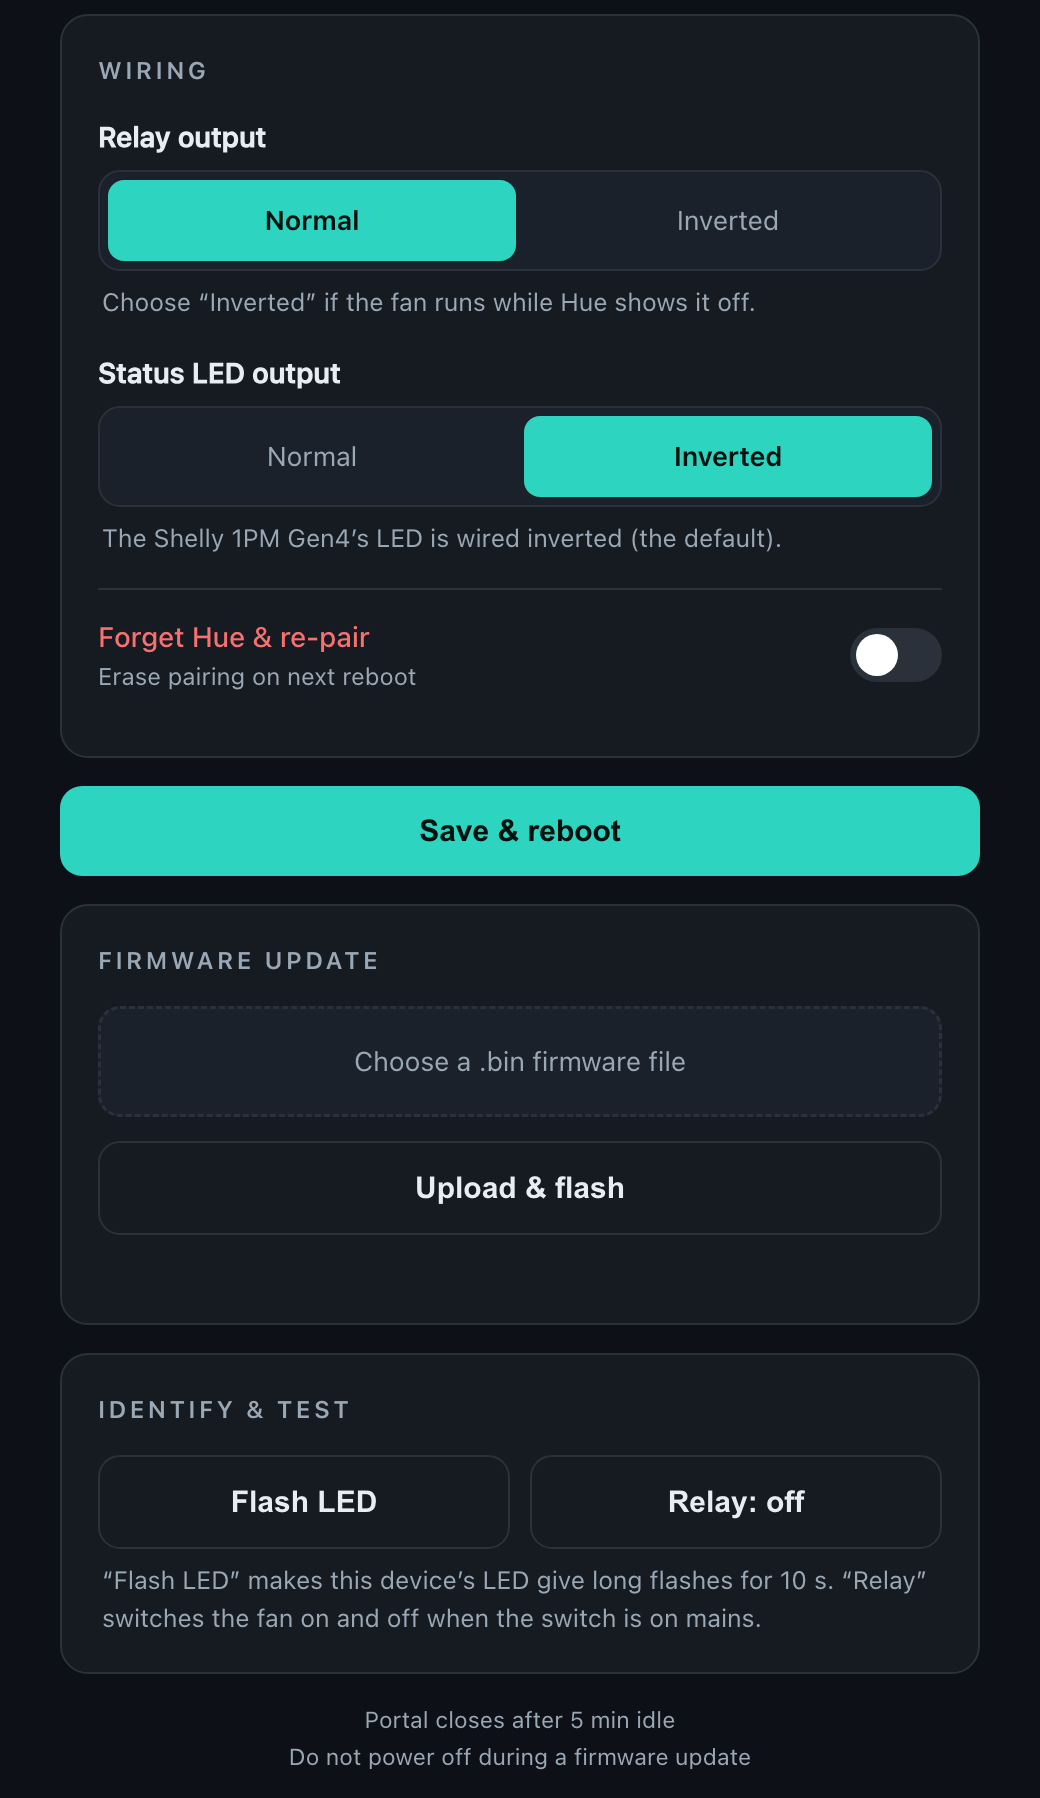 WIRING
Relay output
Normal
Inverted
Choose “Inverted” if the fan runs while Hue shows it off.
Status LED output
Normal
Inverted
The Shelly 1PM Gen4’s LED is wired inverted (the default).
Forget Hue & re-pair
Erase pairing on next reboot
Save & reboot
FIRMWARE UPDATE
Choose a .bin firmware file
Upload & flash
IDENTIFY & TEST
Flash LED
Relay: off
“Flash LED” makes this device’s LED give long flashes for 10 s. “Relay”
switches the fan on and off when the switch is on mains.
Portal closes after 5 min idle
Do not power off during a firmware update